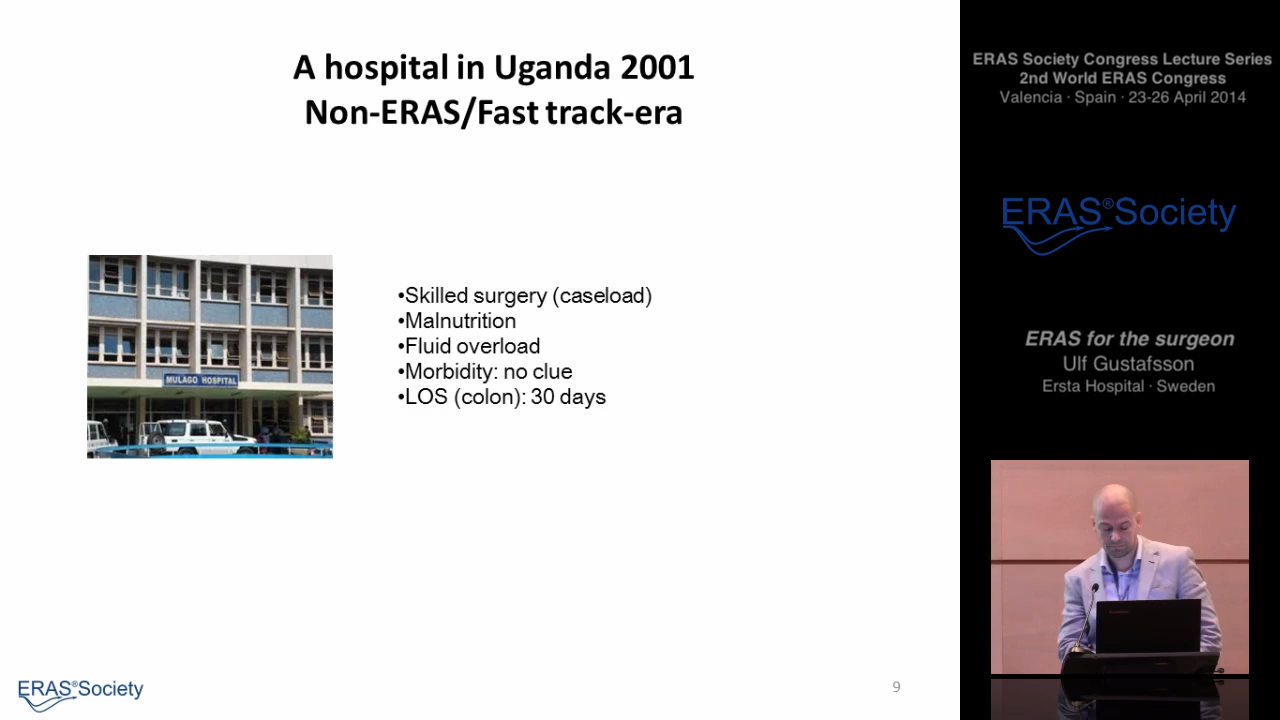 A hospital in Uganda 2001
Non-ERAS/Fast track-era
MULAGO HOSPITAL
•Skilled surgery (caseload)
•Malnutrition
•Fluid overload
•Morbidity: no clue
•LOS (colon): 30 days
ERAS®Society
9
ERAS Society Congress Lecture Series
2nd World ERAS Congress
Valencia · Spain · 23-26 April 2014
ERAS®Society
ERAS for the surgeon
Ulf Gustafsson
Ersta Hospital · Sweden